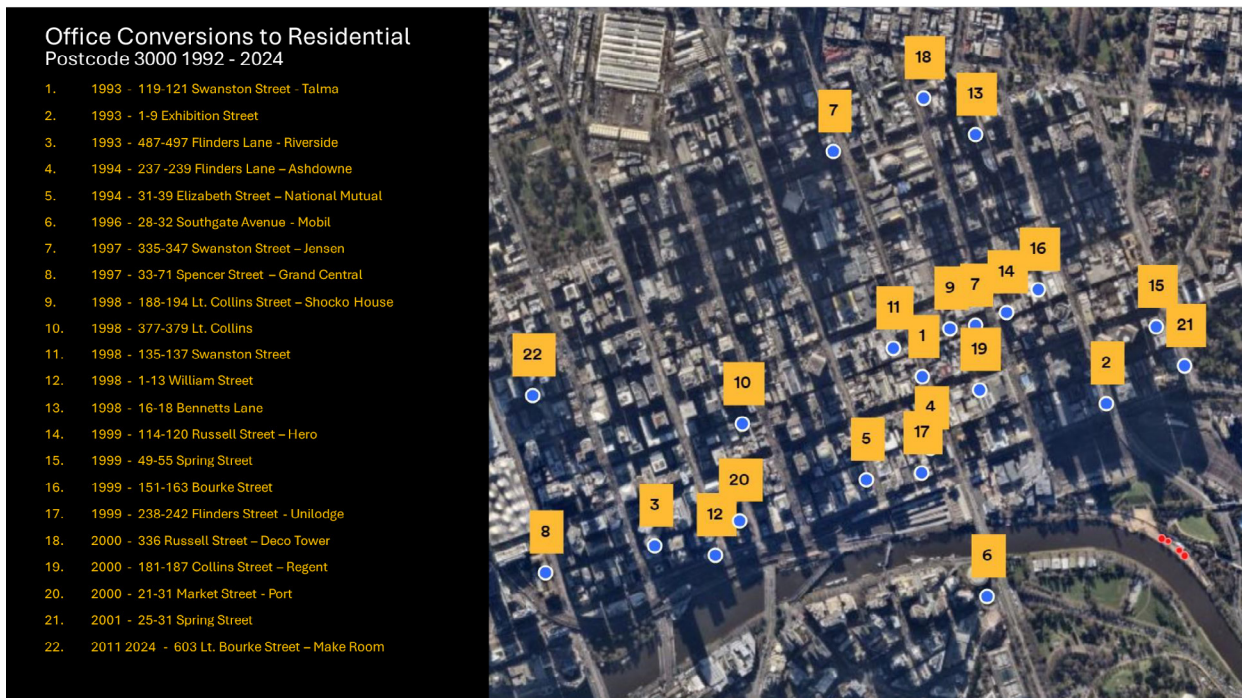 Office Conversions to Residential
Postcode 3000 1992 - 2024
1. 1993 - 119-121 Swanston Street - Talma
2. 1993 - 1-9 Exhibition Street
3. 1993 - 487-497 Flinders Lane - Riverside
4. 1994 - 237 -239 Flinders Lane – Ashdowne
5. 1994 - 31-39 Elizabeth Street – National Mutual
6. 1996 - 28-32 Southgate Avenue - Mobil
7. 1997 - 335-347 Swanston Street – Jensen
8. 1997 - 33-71 Spencer Street – Grand Central
9. 1998 - 188-194 Lt. Collins Street – Shocko House
10. 1998 - 377-379 Lt. Collins
11. 1998 - 135-137 Swanston Street
12. 1998 - 1-13 William Street
13. 1998 - 16-18 Bennetts Lane
14. 1999 - 114-120 Russell Street – Hero
15. 1999 - 49-55 Spring Street
16. 1999 - 151-163 Bourke Street
17. 1999 - 238-242 Flinders Street - Unilodge
18. 2000 - 336 Russell Street – Deco Tower
19. 2000 - 181-187 Collins Street – Regent
20. 2000 - 21-31 Market Street - Port
21. 2001 - 25-31 Spring Street
22. 2011 2024 - 603 Lt. Bourke Street – Make Room
18
13
7
16
14
7
9
15
11
21
1
19
22
2
10
4
17
5
20
3
12
8
6